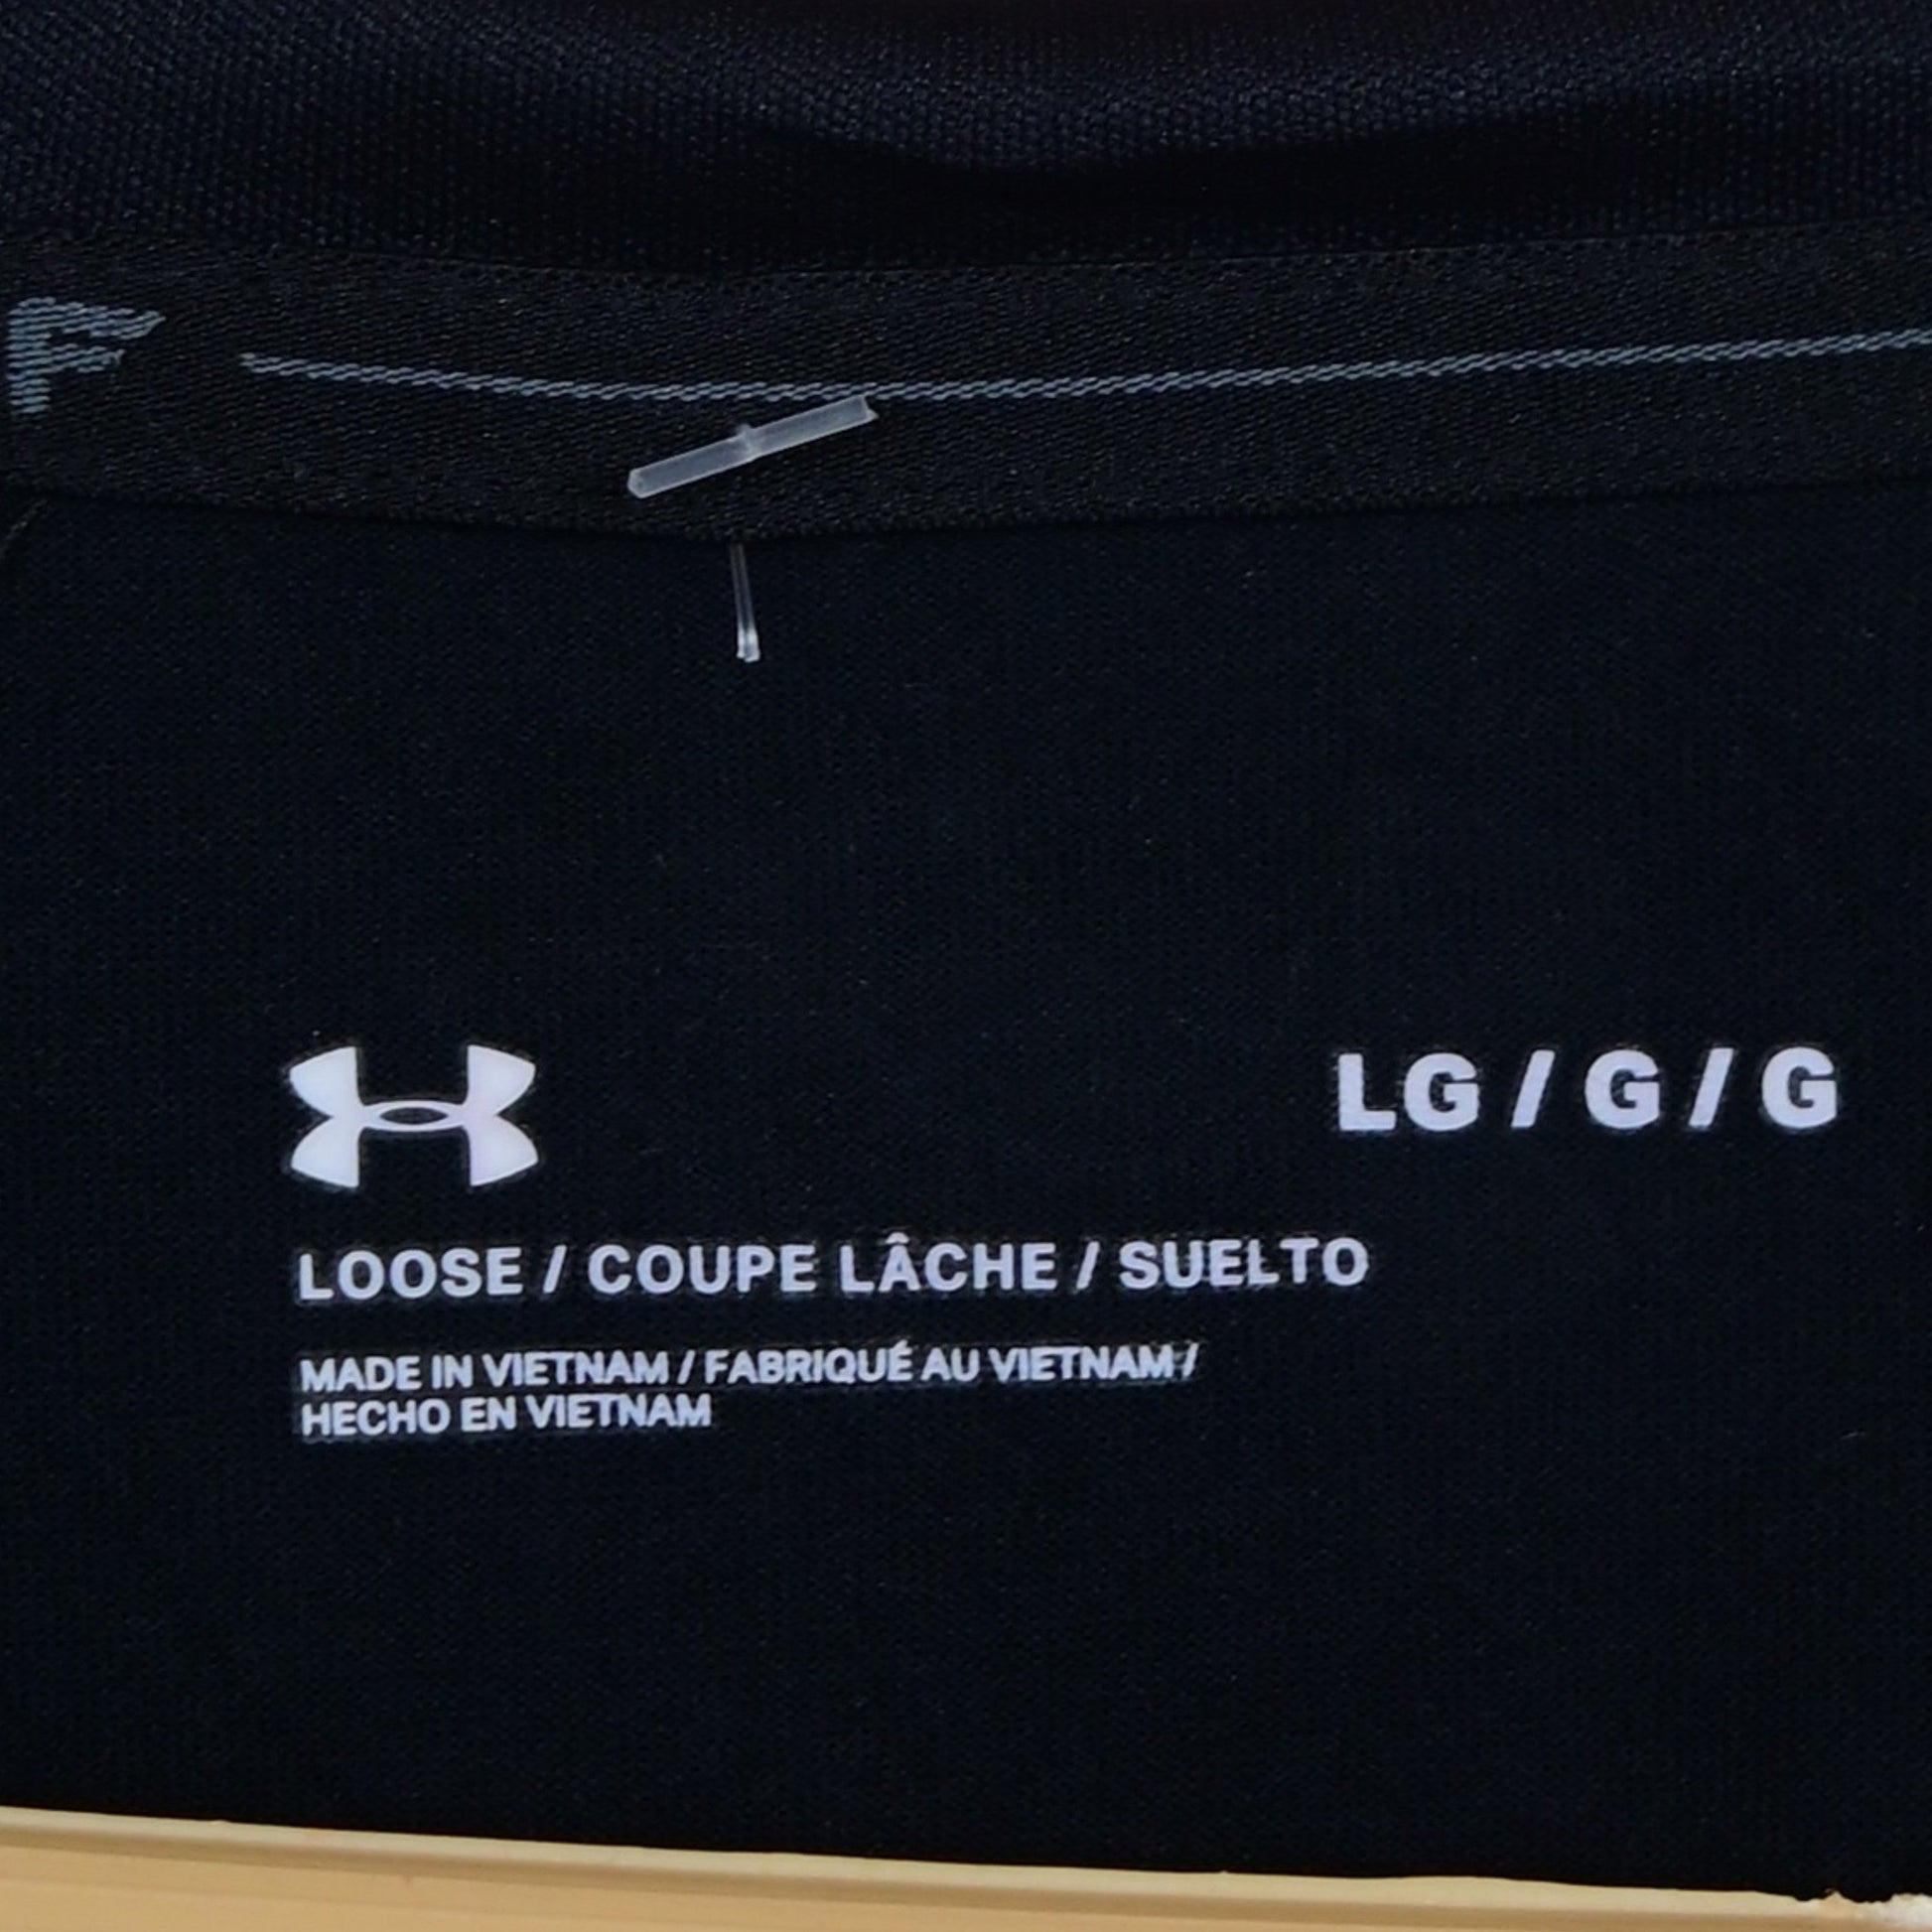 F
LG / G / G
LOOSE / COUPE LÂCHE / SUELTO
MADE IN VIETNAM / FABRIQUÉ AU VIETNAM /
HECHO EN VIETNAM